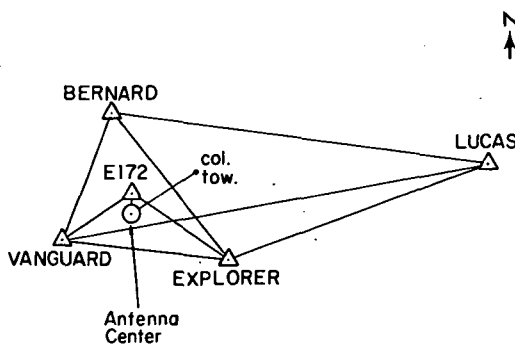 N
BERNARD
LUCAS
col.
tow.
E172
VANGUARD
EXPLORER
Antenna
Center